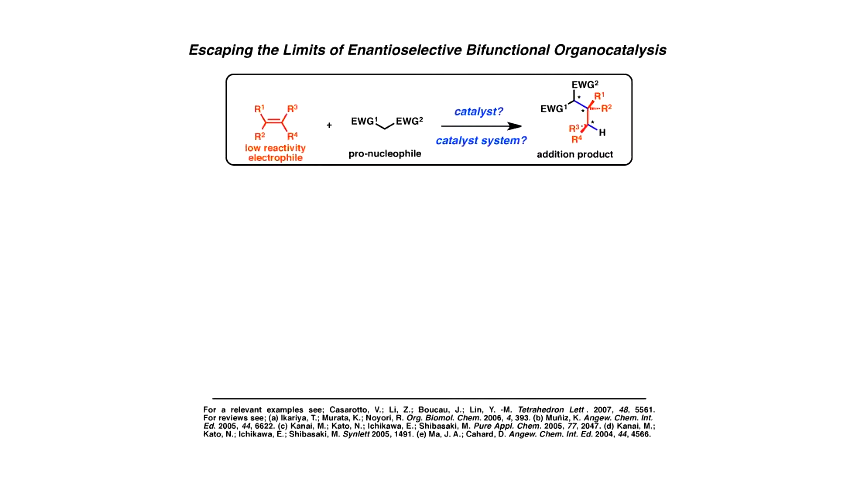 Escaping the Limits of Enantioselective Bifunctional Organocatalysis
R1 R3
R2 R4
low reactivity
electrophile
+
EWG1 EWG2
pro-nucleophile
catalyst?
catalyst system?
EWG2
EWG1 * R1
* R2
R3 * H
R4
addition product
For a relevant examples see; Casarotto, V.; Li, Z.; Boucau, J.; Lin, Y. -M. Tetrahedron Lett . 2007, 48, 5561.
For reviews see; (a) Ikariya, T.; Murata, K.; Noyori, R. Org. Biomol. Chem. 2006, 4, 393. (b) Muñiz, K. Angew. Chem. Int.
Ed. 2005, 44, 6622. (c) Kanai, M.; Kato, N.; Ichikawa, E.; Shibasaki, M. Pure Appl. Chem. 2005, 77, 2047. (d) Kanai, M.;
Kato, N.; Ichikawa, E.; Shibasaki, M. Synlett 2005, 1491. (e) Ma, J. A.; Cahard, D. Angew. Chem. Int. Ed. 2004, 44, 4566.